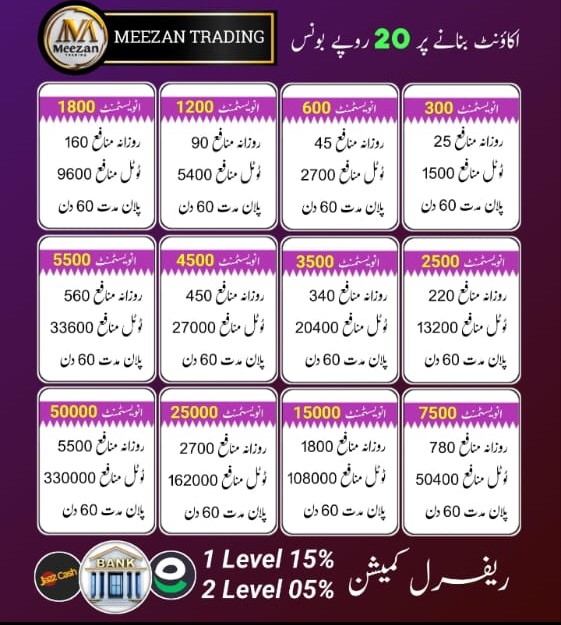 Meezan
TRADING
MEEZAN TRADING
اکاؤنٹ بنانے پر 20 روپے بونس
انویسٹمنٹ 300
روزانہ منافع 25
ٹوٹل منافع 1500
پلان مدت 60 دن
انویسٹمنٹ 600
روزانہ منافع 45
ٹوٹل منافع 2700
پلان مدت 60 دن
انویسٹمنٹ 1200
روزانہ منافع 90
ٹوٹل منافع 5400
پلان مدت 60 دن
انویسٹمنٹ 1800
روزانہ منافع 160
ٹوٹل منافع 9600
پلان مدت 60 دن
انویسٹمنٹ 2500
روزانہ منافع 220
ٹوٹل منافع 13200
پلان مدت 60 دن
انویسٹمنٹ 3500
روزانہ منافع 340
ٹوٹل منافع 20400
پلان مدت 60 دن
انویسٹمنٹ 4500
روزانہ منافع 450
ٹوٹل منافع 27000
پلان مدت 60 دن
انویسٹمنٹ 5500
روزانہ منافع 560
ٹوٹل منافع 33600
پلان مدت 60 دن
انویسٹمنٹ 7500
روزانہ منافع 780
ٹوٹل منافع 50400
پلان مدت 60 دن
انویسٹمنٹ 15000
روزانہ منافع 1800
ٹوٹل منافع 108000
پلان مدت 60 دن
انویسٹمنٹ 25000
روزانہ منافع 2700
ٹوٹل منافع 162000
پلان مدت 60 دن
انویسٹمنٹ 50000
روزانہ منافع 5500
ٹوٹل منافع 330000
پلان مدت 60 دن
ریفرل کمیشن
1 Level 15%
2 Level 05%
BANK
Jazz Cash